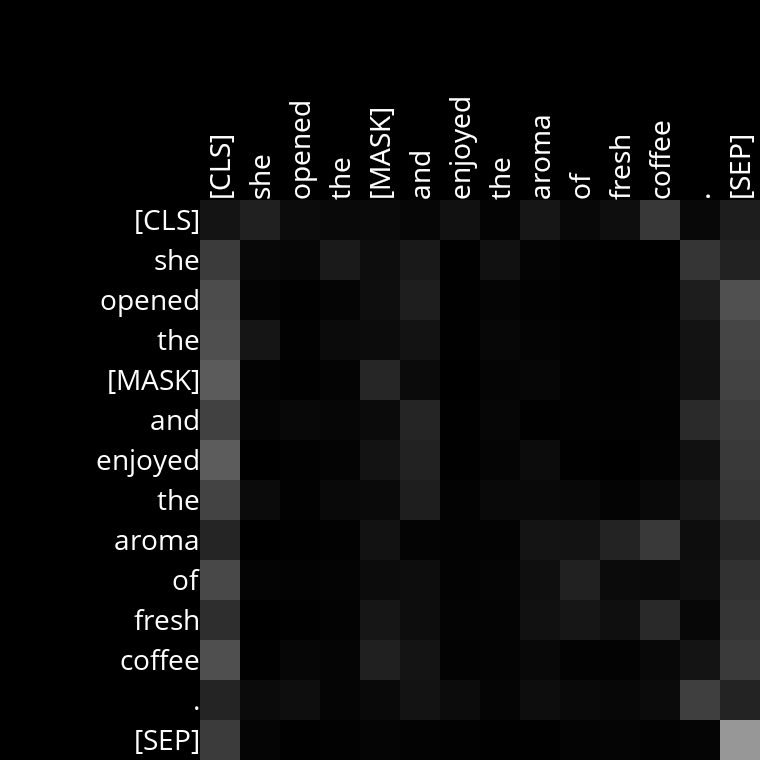 [CLS] she opened the [MASK] and enjoyed the aroma of fresh coffee . [SEP]
[CLS]
she
opened
the
[MASK]
and
enjoyed
the
aroma
of
fresh
coffee
.
[SEP]